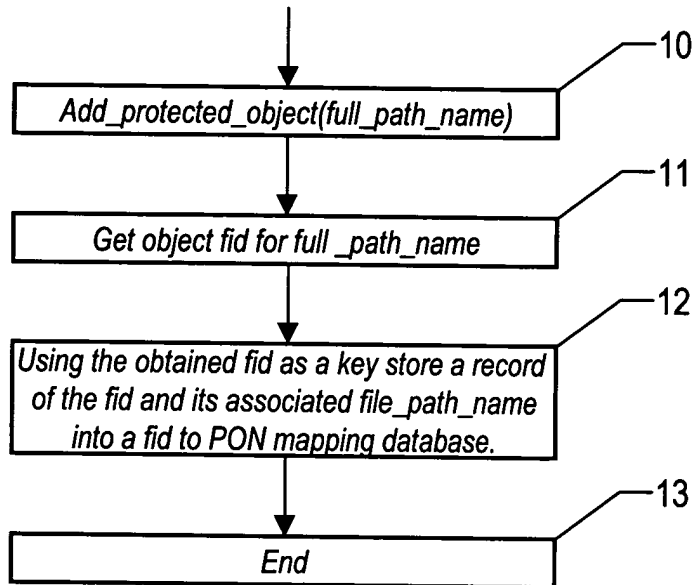 10
Add_protected_object(full_path_name)
11
Get object fid for full _path_name
12
Using the obtained fid as a key store a record
of the fid and its associated file_path_name
into a fid to PON mapping database.
13
End